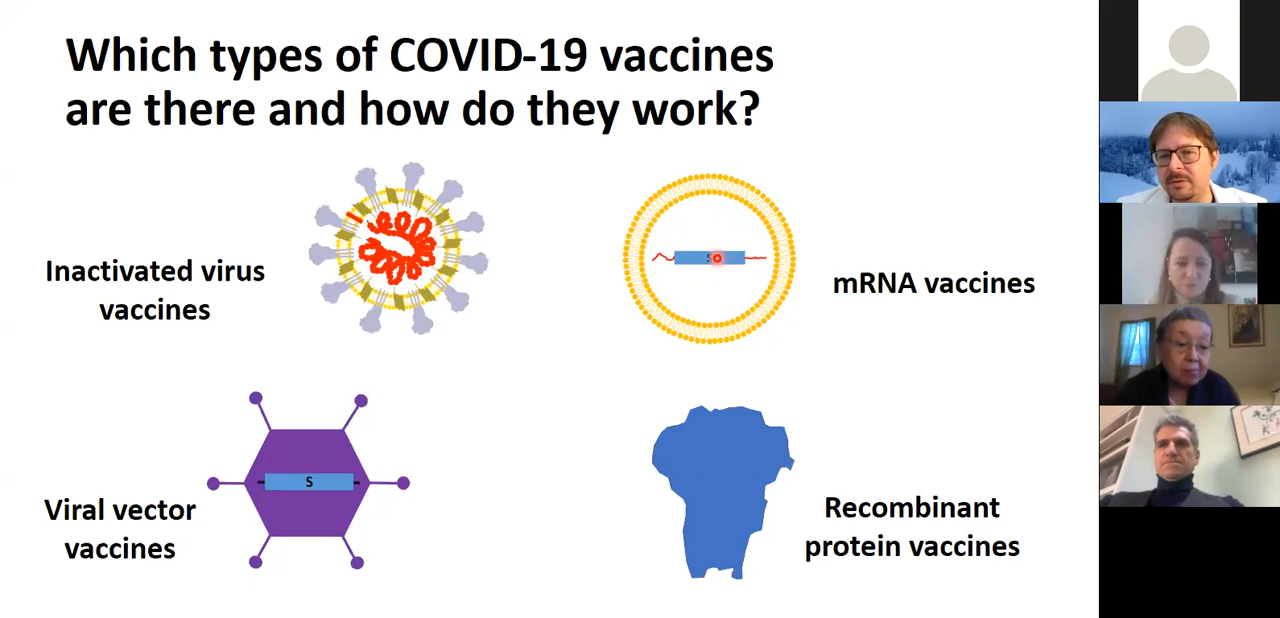 Which types of COVID-19 vaccines
are there and how do they work?
Inactivated virus
vaccines
S
mRNA vaccines
Viral vector
vaccines
S
Recombinant
protein vaccines